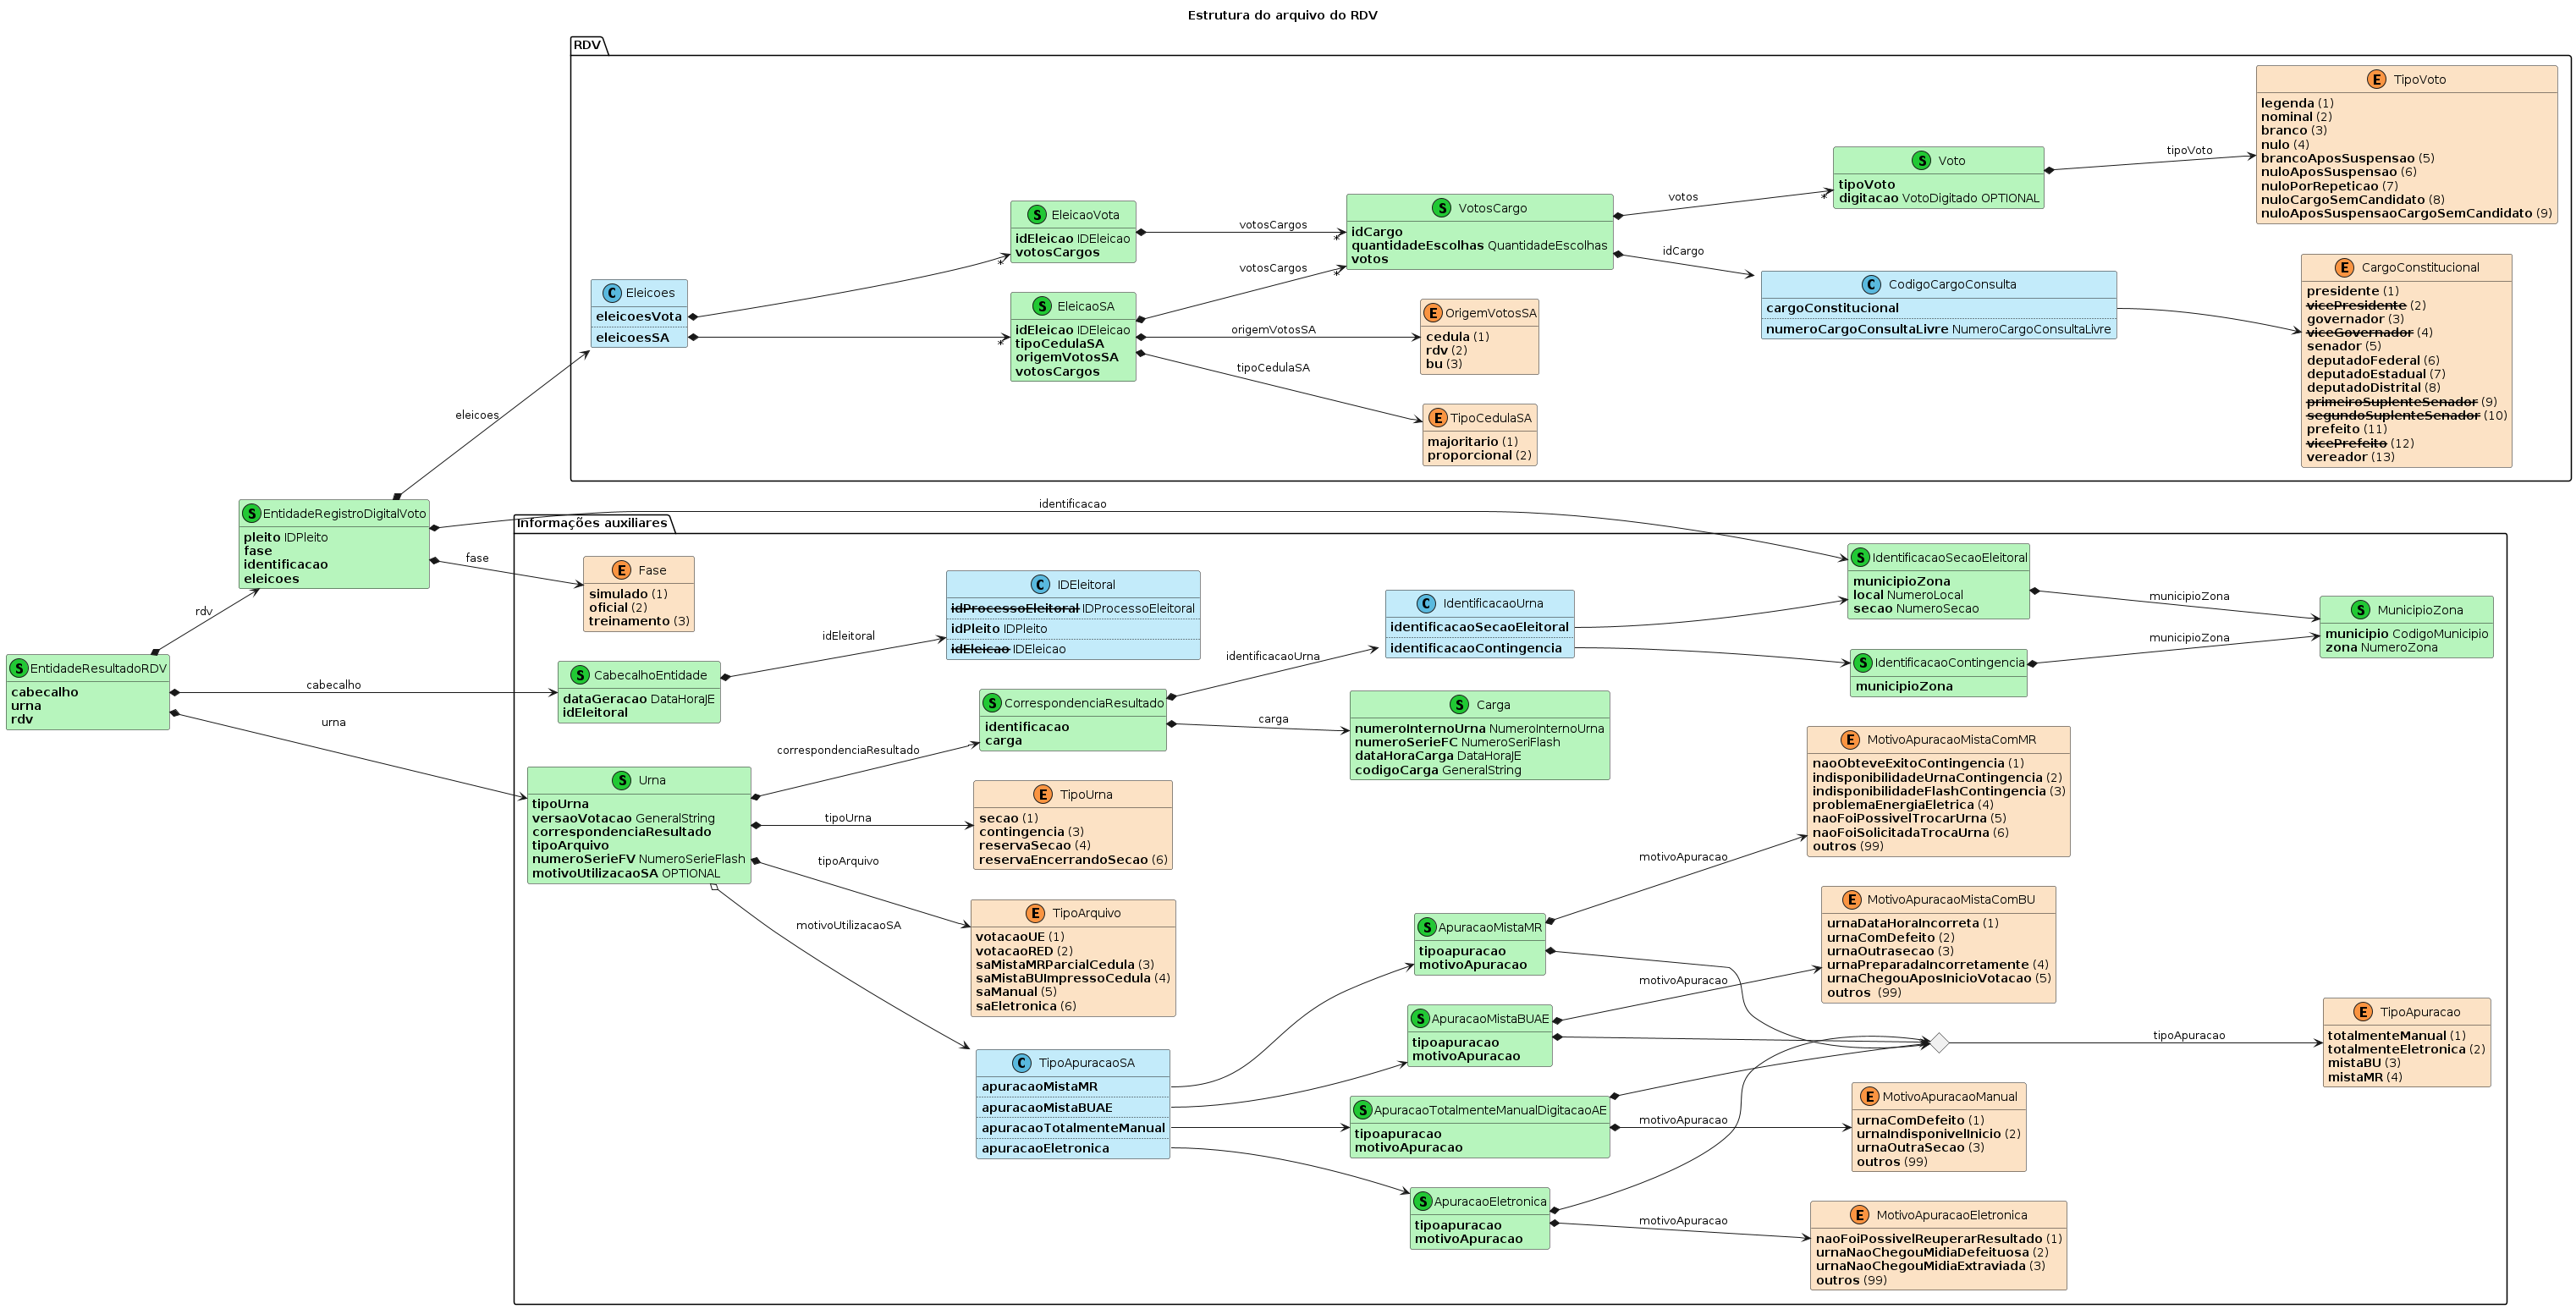 Estrutura do arquivo do RDV
RDV
E TipoVoto
legenda (1)
nominal (2)
branco (3)
nulo (4)
brancoAposSuspensao (5)
nuloAposSuspensao (6)
nuloPorRepeticao (7)
nuloCargoSemCandidato (8)
nuloAposSuspensaoCargoSemCandidato (9)
tipoVoto
S Voto
tipoVoto
digitacao VotoDigitado OPTIONAL
votos
*
S VotosCargo
idCargo
quantidadeEscolhas QuantidadeEscolhas
votos
idCargo
S EleicaoVota
idEleicao IDEleicao
votosCargos
votosCargos
*
votosCargos
*
C Eleicoes
eleicoesVota
eleicoesSA
*
*
S EleicaoSA
idEleicao IDEleicao
tipoCedulaSA
origemVotosSA
votosCargos
origemVotosSA
tipoCedulaSA
E OrigemVotosSA
cedula (1)
rdv (2)
bu (3)
E TipoCedulaSA
majoritario (1)
proporcional (2)
C CodigoCargoConsulta
cargoConstitucional
numeroCargoConsultaLivre NumeroCargoConsultaLivre
E CargoConstitucional
presidente (1)
vicePresidente (2)
governador (3)
viceGovernador (4)
senador (5)
deputadoFederal (6)
deputadoEstadual (7)
deputadoDistrital (8)
primeiroSuplenteSenador (9)
segundoSuplenteSenador (10)
prefeito (11)
vicePrefeito (12)
vereador (13)
eleicoes
S EntidadeRegistroDigitalVoto
pleito IDPleito
fase
identificacao
eleicoes
identificacao
fase
rdv
S EntidadeResultadoRDV
cabecalho
urna
rdv
cabecalho
urna
Informações auxiliares
E Fase
simulado (1)
oficial (2)
treinamento (3)
S CabecalhoEntidade
dataGeracao DataHoraJE
idEleitoral
idEleitoral
C IDEleitoral
idProcessoEleitoral IDProcessoEleitoral
idPleito IDPleito
idEleicao IDEleicao
S Urna
tipoUrna
versaoVotacao GeneralString
correspondenciaResultado
tipoArquivo
numeroSerieFV NumeroSerieFlash
motivoUtilizacaoSA OPTIONAL
correspondenciaResultado
tipoUrna
tipoArquivo
motivoUtilizacaoSA
S CorrespondenciaResultado
identificacao
carga
identificacaoUrna
carga
C IdentificacaoUrna
identificacaoSecaoEleitoral
identificacaoContingencia
S Carga
numeroInternoUrna NumeroInternoUrna
numeroSerieFC NumeroSeriFlash
dataHoraCarga DataHoraJE
codigoCarga GeneralString
S IdentificacaoSecaoEleitoral
municipioZona
local NumeroLocal
secao NumeroSecao
S IdentificacaoContingencia
municipioZona
municipioZona
municipioZona
S MunicipioZona
municipio CodigoMunicipio
zona NumeroZona
E TipoUrna
secao (1)
contingencia (3)
reservaSecao (4)
reservaEncerrandoSecao (6)
E TipoArquivo
votacaoUE (1)
votacaoRED (2)
saMistaMRParcialCedula (3)
saMistaBUImpressoCedula (4)
saManual (5)
saEletronica (6)
C TipoApuracaoSA
apuracaoMistaMR
apuracaoMistaBUAE
apuracaoTotalmenteManual
apuracaoEletronica
S ApuracaoMistaMR
tipoapuracao
motivoApuracao
S ApuracaoMistaBUAE
tipoapuracao
motivoApuracao
S ApuracaoTotalmenteManualDigitacaoAE
tipoapuracao
motivoApuracao
S ApuracaoEletronica
tipoapuracao
motivoApuracao
motivoApuracao
motivoApuracao
motivoApuracao
motivoApuracao
E MotivoApuracaoMistaComMR
naoObteveExitoContingencia (1)
indisponibilidadeUrnaContingencia (2)
indisponibilidadeFlashContingencia (3)
problemaEnergiaEletrica (4)
naoFoiPossivelTrocarUrna (5)
naoFoiSolicitadaTrocaUrna (6)
outros (99)
E MotivoApuracaoMistaComBU
urnaDataHoraIncorreta (1)
urnaComDefeito (2)
urnaOutrasecao (3)
urnaPreparadaIncorretamente (4)
urnaChegouAposInicioVotacao (5)
outros (99)
E MotivoApuracaoManual
urnaComDefeito (1)
urnaIndisponivelInicio (2)
urnaOutraSecao (3)
outros (99)
E MotivoApuracaoEletronica
naoFoiPossivelReuperarResultado (1)
urnaNaoChegouMidiaDefeituosa (2)
urnaNaoChegouMidiaExtraviada (3)
outros (99)
tipoApuracao
E TipoApuracao
totalmenteManual (1)
totalmenteEletronica (2)
mistaBU (3)
mistaMR (4)